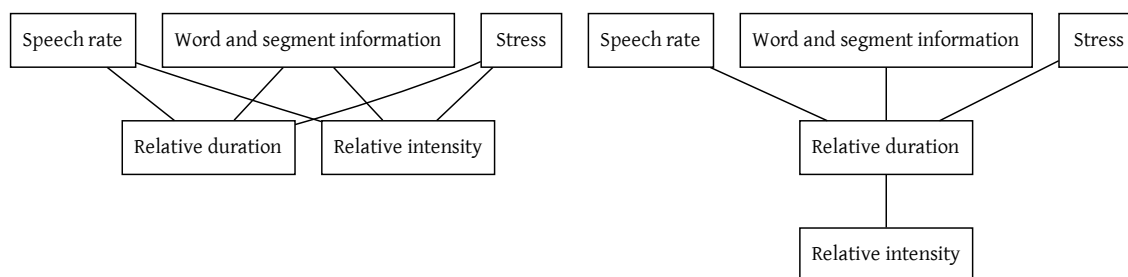 Speech rate
Word and segment information
Stress
Relative duration
Relative intensity
Speech rate
Word and segment information
Stress
Relative duration
Relative intensity